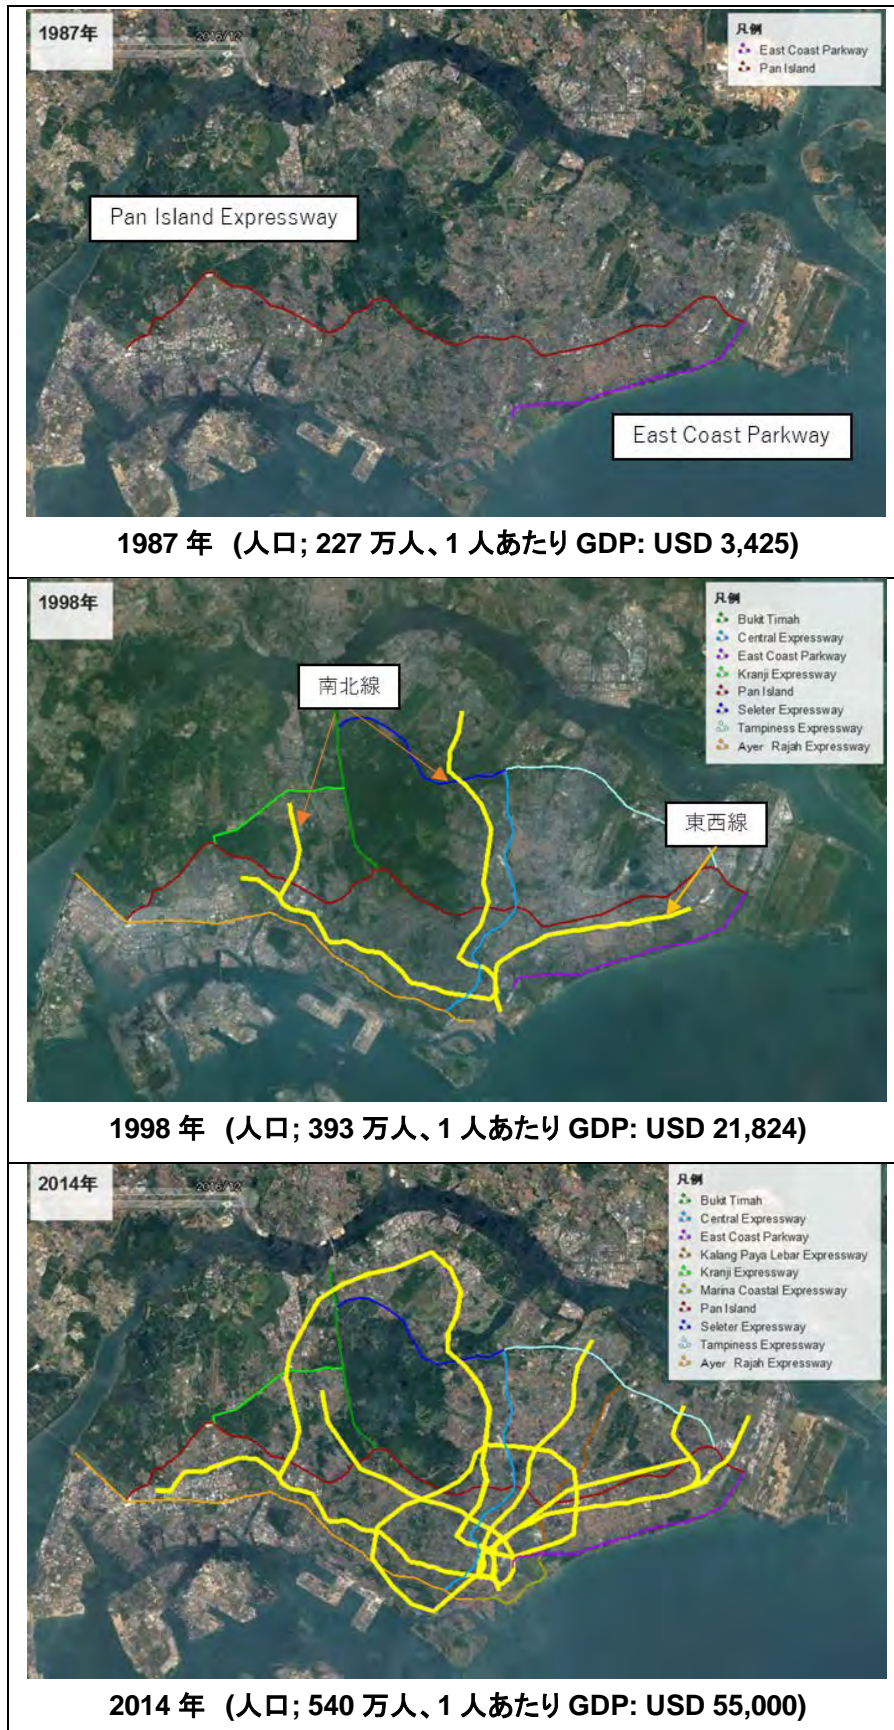 1987年
2016/12
凡例
East Coast Parkway
Pan Island
Pan Island Expressway
East Coast Parkway
1987 年 (人口; 227 万人、1 人あたり GDP: USD 3,425)
1998年
凡例
Bukit Timah
Central Expressway
East Coast Parkway
Kranji Expressway
Pan Island
Seleter Expressway
Tampiness Expressway
Ayer Rajah Expressway
南北線
東西線
1998 年 (人口; 393 万人、1 人あたり GDP: USD 21,824)
2014年
2016/12
凡例
Bukit Timah
Central Expressway
East Coast Parkway
Kalang Paya Lebar Expressway
Kranji Expressway
Marina Coastal Expressway
Pan Island
Seleter Expressway
Tampiness Expressway
Ayer Rajah Expressway
2014 年 (人口; 540 万人、1 人あたり GDP: USD 55,000)